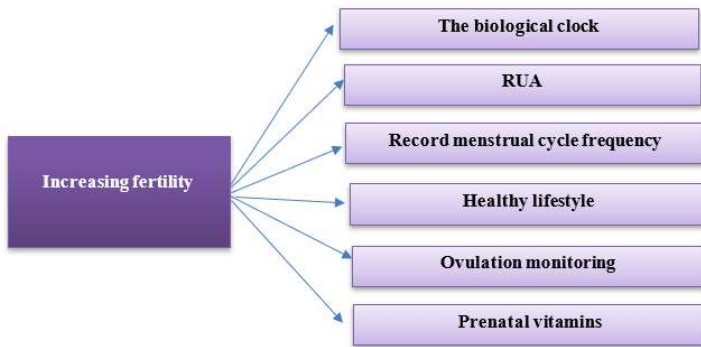 Increasing fertility
The biological clock
RUA
Record menstrual cycle frequency
Healthy lifestyle
Ovulation monitoring
Prenatal vitamins